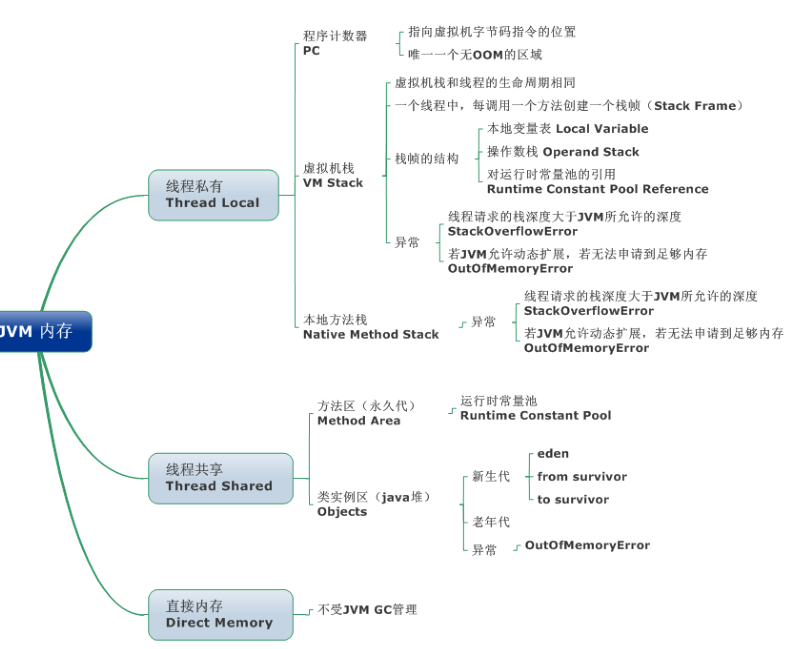 JVM 内存
线程私有
Thread Local
程序计数器
PC
指向虚拟机字节码指令的位置
唯一一个无OOM的区域
虚拟机栈
VM Stack
虚拟机栈和线程的生命周期相同
一个线程中，每调用一个方法创建一个栈帧（Stack Frame）
栈帧的结构
本地变量表 Local Variable
操作数栈 Operand Stack
对运行时常量池的引用
Runtime Constant Pool Reference
异常
线程请求的栈深度大于JVM所允许的深度
StackOverflowError
若JVM允许动态扩展，若无法申请到足够内存
OutOfMemoryError
本地方法栈
Native Method Stack
异常
线程请求的栈深度大于JVM所允许的深度
StackOverflowError
若JVM允许动态扩展，若无法申请到足够内存
OutOfMemoryError
线程共享
Thread Shared
方法区（永久代）
Method Area
运行时常量池
Runtime Constant Pool
类实例区（java堆）
Objects
新生代
eden
from survivor
to survivor
老年代
异常
OutOfMemoryError
直接内存
Direct Memory
不受JVM GC管理